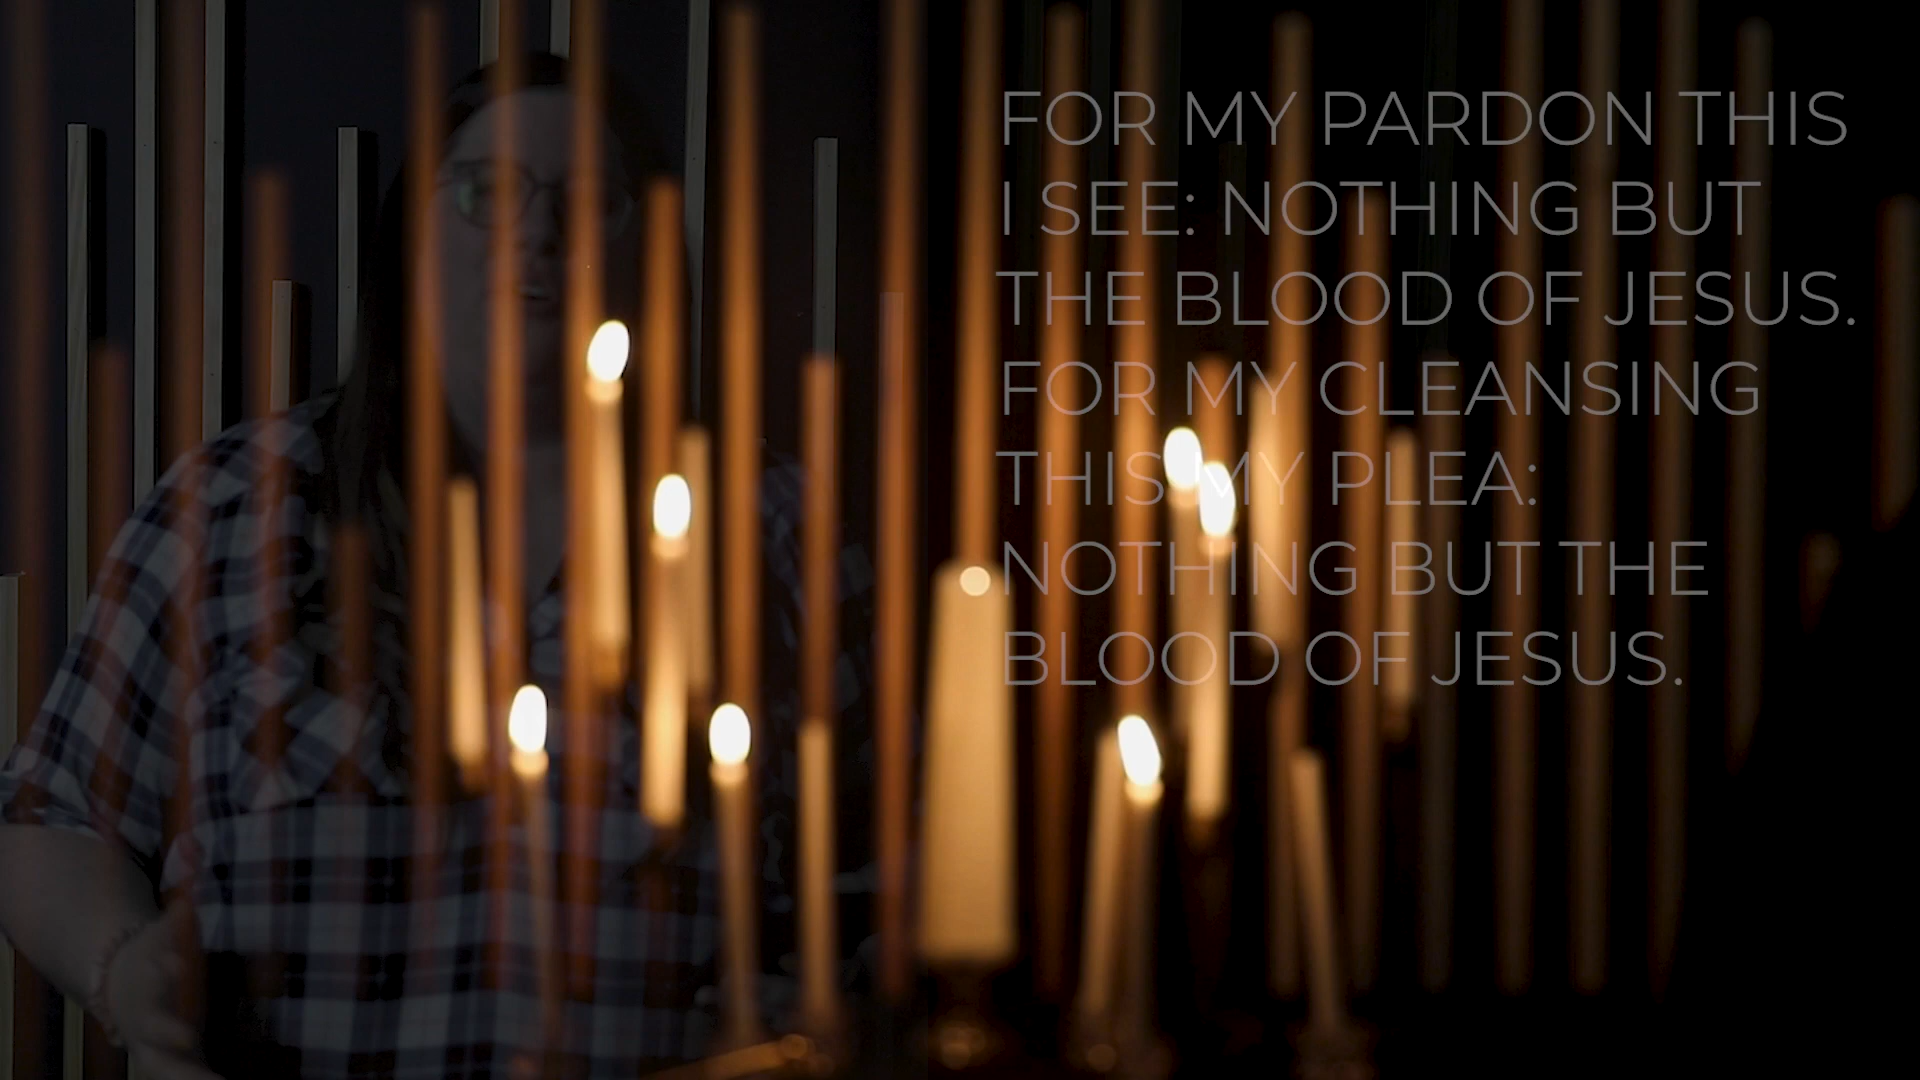 FOR MY PARDON THIS
I SEE: NOTHING BUT
THE BLOOD OF JESUS.
FOR MY CLEANSING
THIS MY PLEA:
NOTHING BUT THE
BLOOD OF JESUS.